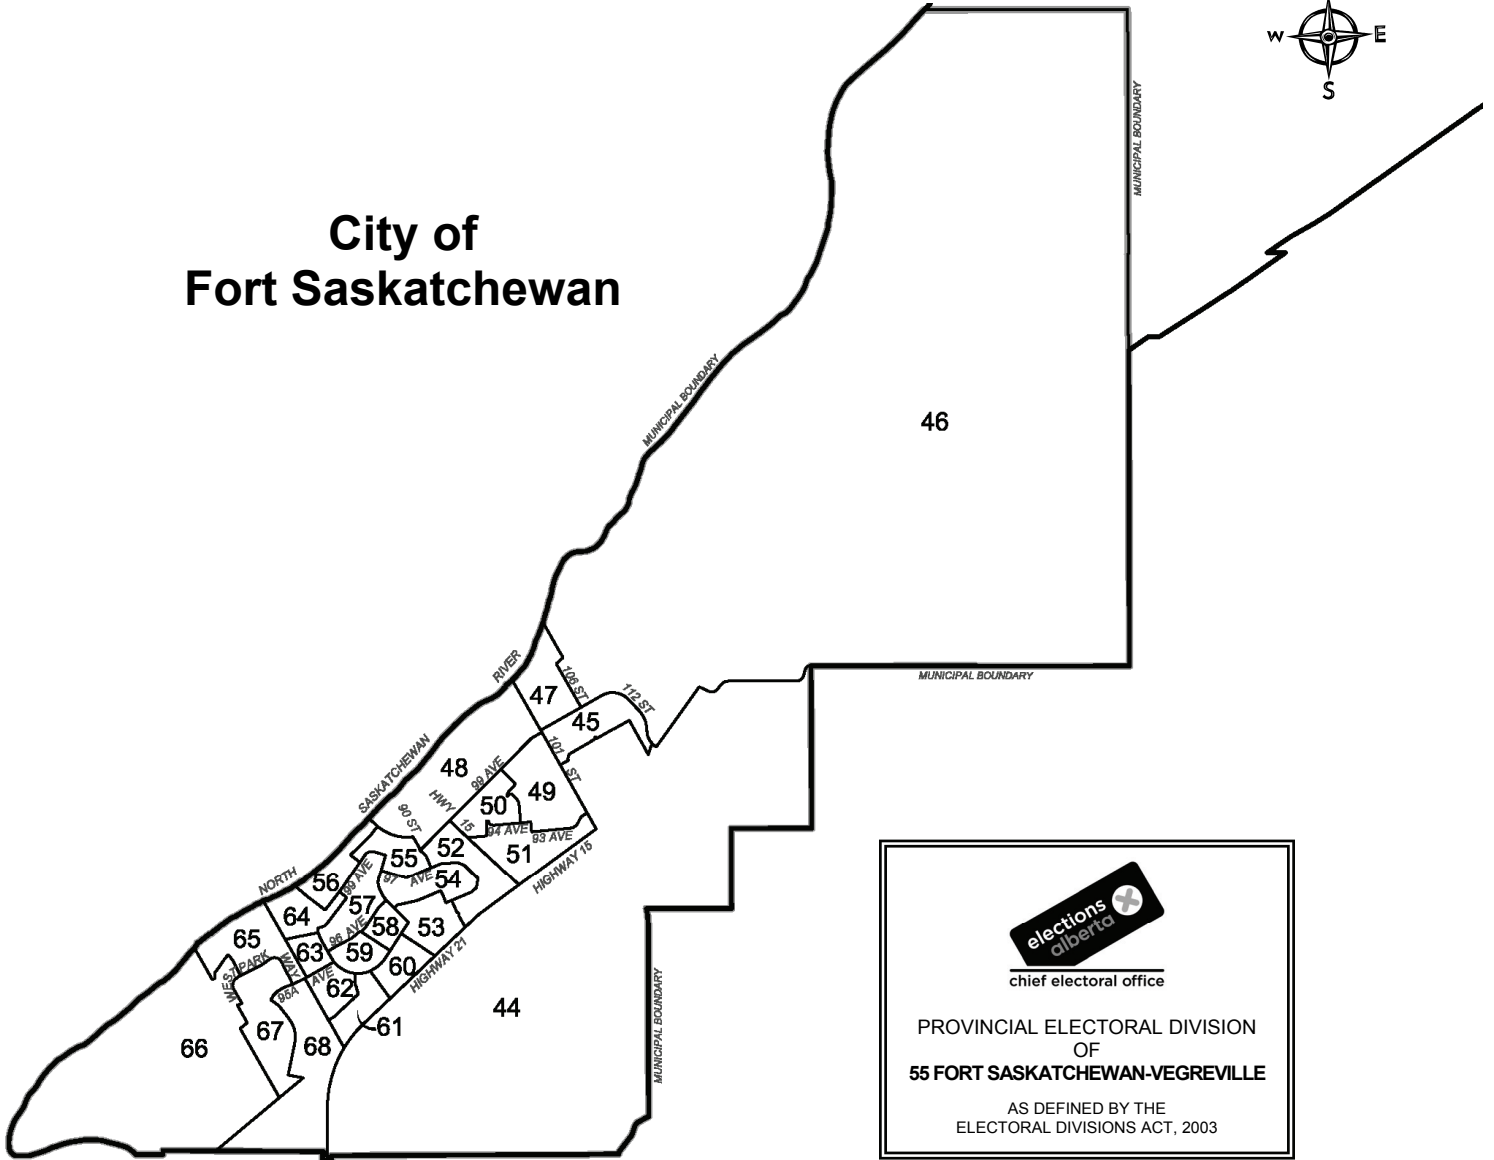 W
E
S
City of
Fort Saskatchewan
MUNICIPAL BOUNDARY
MUNICIPAL BOUNDARY
46
MUNICIPAL BOUNDARY
RIVER
47
106 ST
112 ST
45
101 ST
SASKATCHEWAN
48
99 AVE
49
HWY 15
50
90 ST
94 AVE
93 AVE
52
51
HIGHWAY 15
55
97 AVE
54
NORTH
56
99 AVE
57
64
58
53
96 AVE
65
63
59
WEST PARK WAY
60
HIGHWAY 21
95A AVE
62
MUNICIPAL BOUNDARY
44
61
67
68
66
elections
alberta
chief electoral office
PROVINCIAL ELECTORAL DIVISION
OF
55 FORT SASKATCHEWAN-VEGREVILLE
AS DEFINED BY THE
ELECTORAL DIVISIONS ACT, 2003